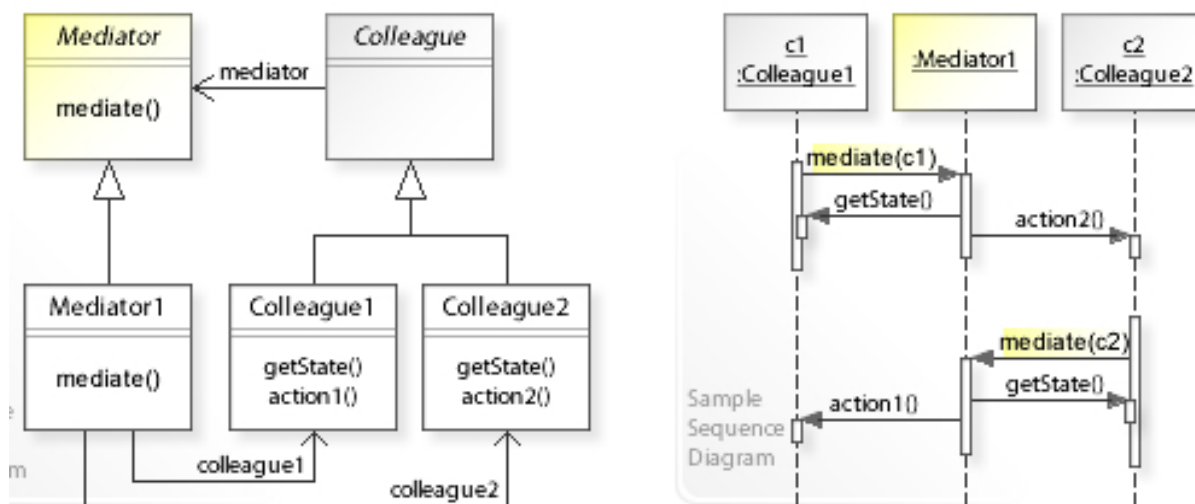 Mediator
mediate()
mediator
Colleague
Mediator1
mediate()
Colleague1
getState()
action1()
Colleague2
getState()
action2()
colleague1
colleague2
c1
:Colleague1
:Mediator1
c2
:Colleague2
mediate(c1)
getState()
action2()
mediate(c2)
getState()
action1()
Sample
Sequence
Diagram